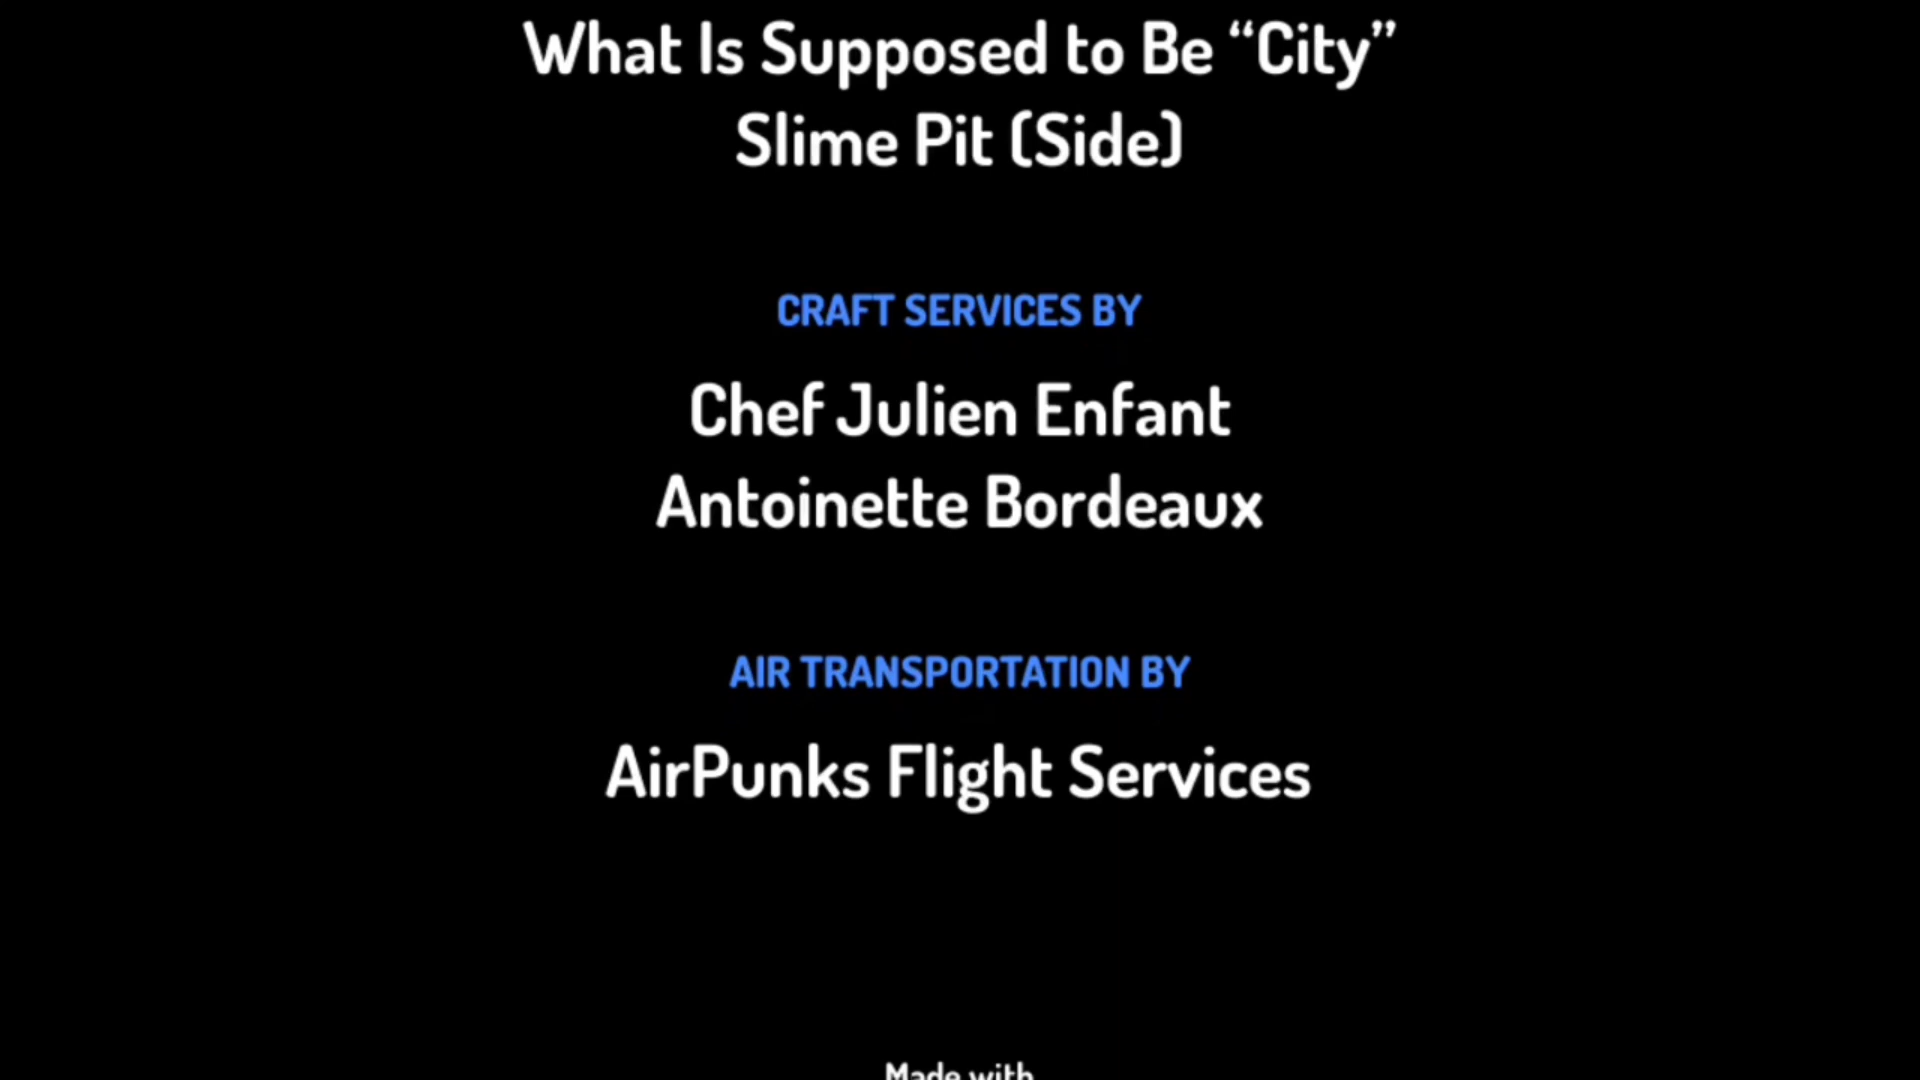 What Is Supposed to Be “City”
Slime Pit (Side)
CRAFT SERVICES BY
Chef Julien Enfant
Antoinette Bordeaux
AIR TRANSPORTATION BY
AirPunks Flight Services
Made with